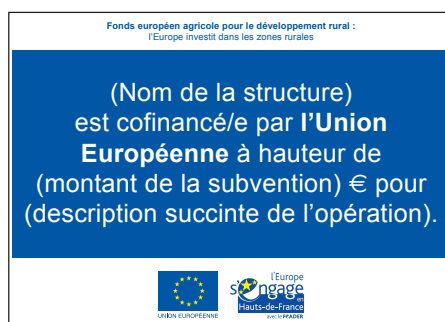 Fonds européen agricole pour le développement rural :
l'Europe investit dans les zones rurales
(Nom de la structure)
est cofinancé/e par l'Union
Européenne à hauteur de
(montant de la subvention) € pour
(description succinte de l'opération).
UNION EUROPÉENNE
l'Europe
s'engage
en
Hauts-de-France
avec le FEADER